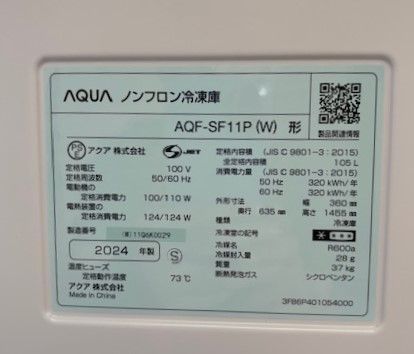 AQUA ノンフロン冷凍庫
AQF-SF11P (W) 形
製品関連情報
PS E アクア 株式会社 S-JET
定格電圧 100 V
定格周波数 50/60 Hz
電動機の
定格消費電力 100/110 W
電熱装置の
定格消費電力 124/124 W
製造番号 (W) 11Q6K0029
2024 年製
温度ヒューズ
定格動作温度 73℃
アクア株式会社
Made in China
定格内容積 (JIS C 9801-3:2015)
全定格内容積 105 L
消費電力量 (JIS C 9801-3:2015)
50 Hz 320 kWh/年
60 Hz 320 kWh/年
外形寸法 幅 360 mm
奥行 635 mm 高さ 1455 mm
種類 冷凍庫
冷凍室の記号
冷媒名 R600a
冷媒封入量 28 g
質量 37 kg
断熱発泡ガス シクロペンタン
3F86P401054000